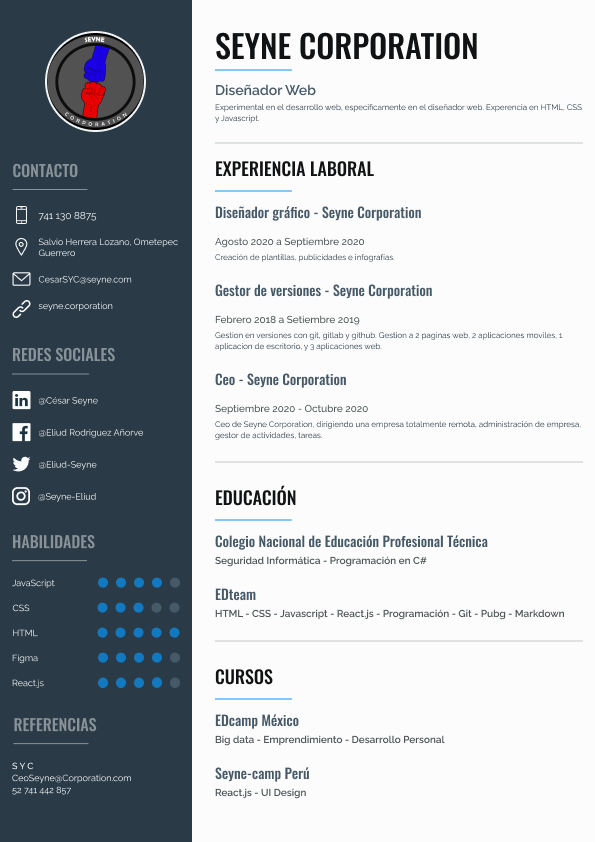 SEYNE
CORPORATION
CONTACTO
741 130 8875
Salvio Herrera Lozano, Ometepec
Guerrero
CesarSYC@seyne.com
seyne.corporation
REDES SOCIALES
@César Seyne
@Eliud Rodríguez Añorve
@Eliud-Seyne
@Seyne-Eliud
HABILIDADES
JavaScript
CSS
HTML
Figma
React.js
REFERENCIAS
S Y C
CeoSeyne@Corporation.com
52 741 442 857
SEYNE CORPORATION
Diseñador Web
Experimental en el desarrollo web, especificamente en el diseñador web. Experencia en HTML, CSS
y Javascript.
EXPERIENCIA LABORAL
Diseñador gráfico - Seyne Corporation
Agosto 2020 a Septiembre 2020
Creación de plantillas, publicidades e infografías.
Gestor de versiones - Seyne Corporation
Febrero 2018 a Setiembre 2019
Gestion en versiones con git, gitlab y github. Gestion a 2 paginas web. 2 aplicaciones moviles, 1
aplicacion de escritorio, y 3 aplicaciones web.
Ceo - Seyne Corporation
Septiembre 2020 - Octubre 2020
Ceo de Seyne Corporation, dirigiendo una empresa totalmente remota, administración de empresa.
gestor de actividades, tareas.
EDUCACIÓN
Colegio Nacional de Educación Profesional Técnica
Seguridad Informática - Programación en C#
EDteam
HTML - CSS - Javascript - React.js - Programación - Git - Pubg - Markdown
CURSOS
EDcamp México
Big data - Emprendimiento - Desarrollo Personal
Seyne-camp Perú
React.js - UI Design